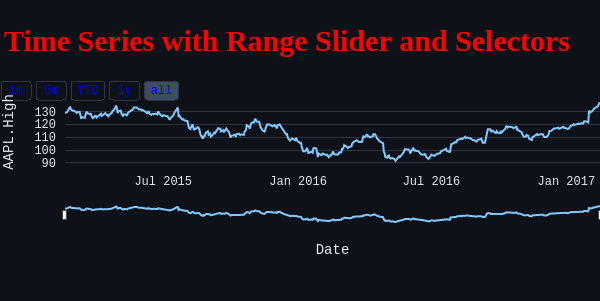 Time Series with Range Slider and Selectors
1m 6m YTD 1y all
AAPL.High
130
120
110
100
90
Jul 2015 Jan 2016 Jul 2016 Jan 2017
Date